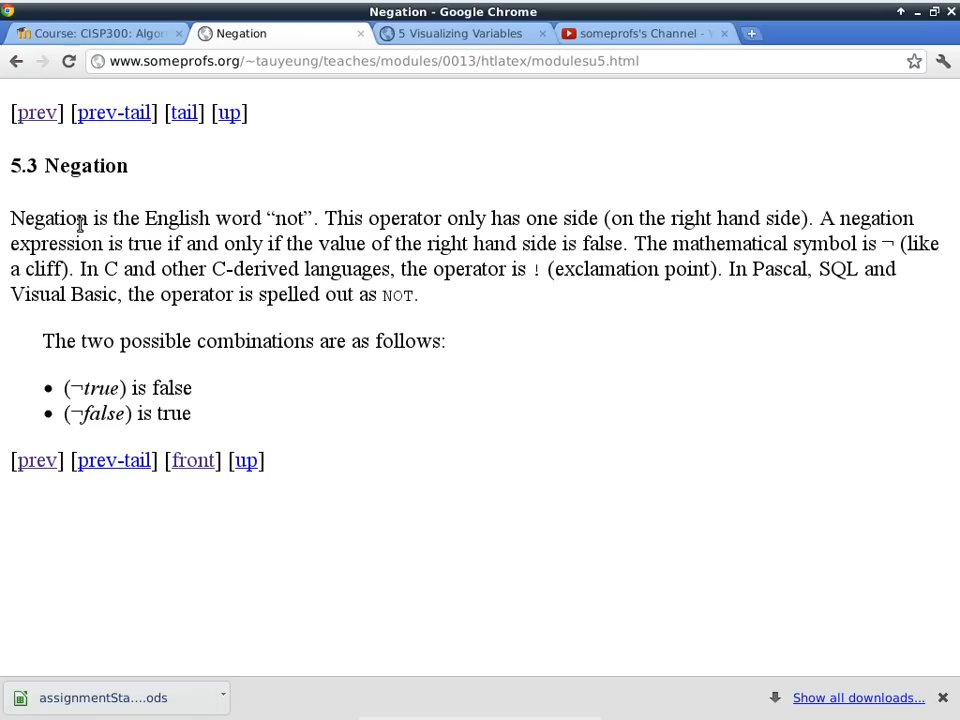 Negation - Google Chrome
Course: CISP300: Algor
Negation
5 Visualizing Variables
someprofs's Channel - Y
www.someprofs.org/~tauyeung/teaches/modules/0013/htlatex/modulesu5.html
[prev] [prev-tail] [tail] [up]
5.3 Negation
Negation is the English word “not”. This operator only has one side (on the right hand side). A negation
expression is true if and only if the value of the right hand side is false. The mathematical symbol is ¬ (like
a cliff). In C and other C-derived languages, the operator is ! (exclamation point). In Pascal, SQL and
Visual Basic, the operator is spelled out as NOT.
The two possible combinations are as follows:
• (¬true) is false
• (¬false) is true
[prev] [prev-tail] [front] [up]
assignmentSta....ods
Show all downloads...